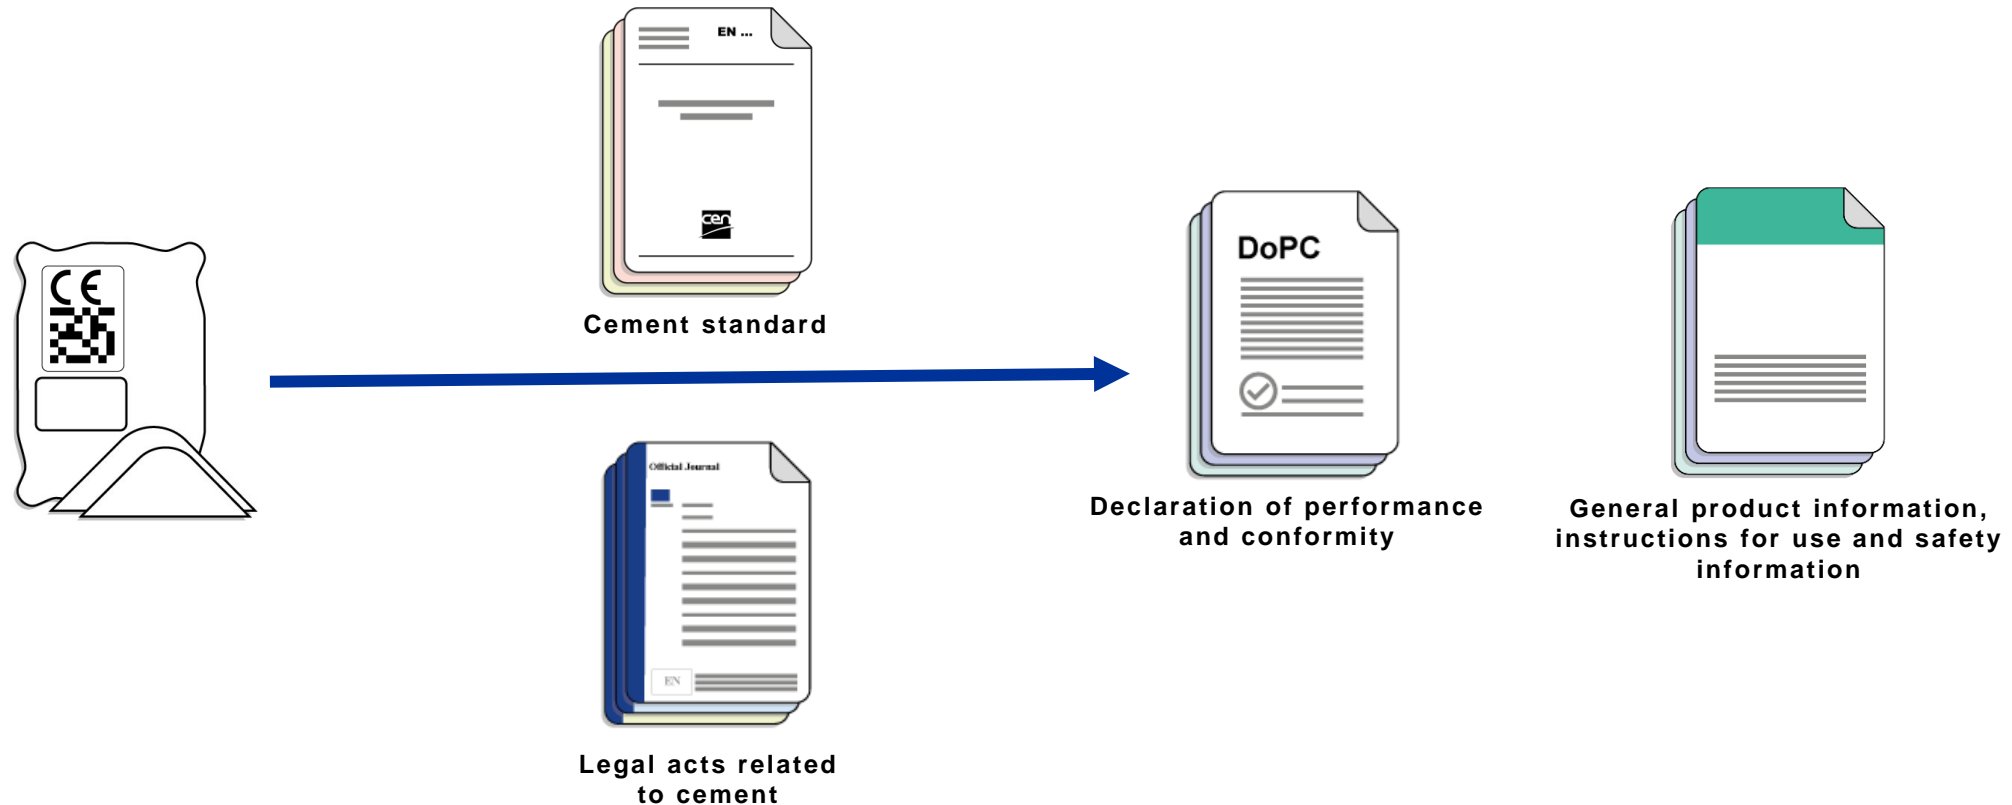 EN ...
cen
Cement standard
CE
DoPC
Declaration of performance
and conformity
General product information,
instructions for use and safety
information
Official Journal
EN
Legal acts related
to cement